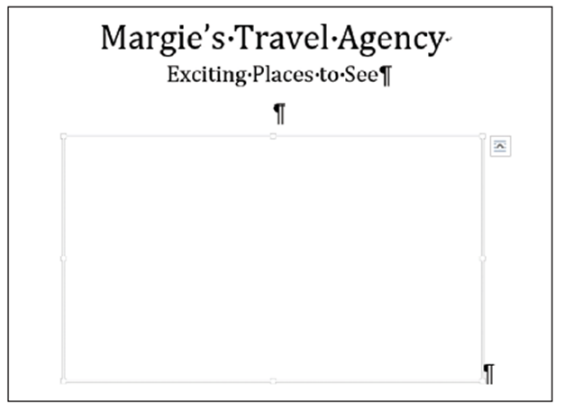 Margie’s·Travel·Agency
Exciting·Places·to·See¶
¶
¶